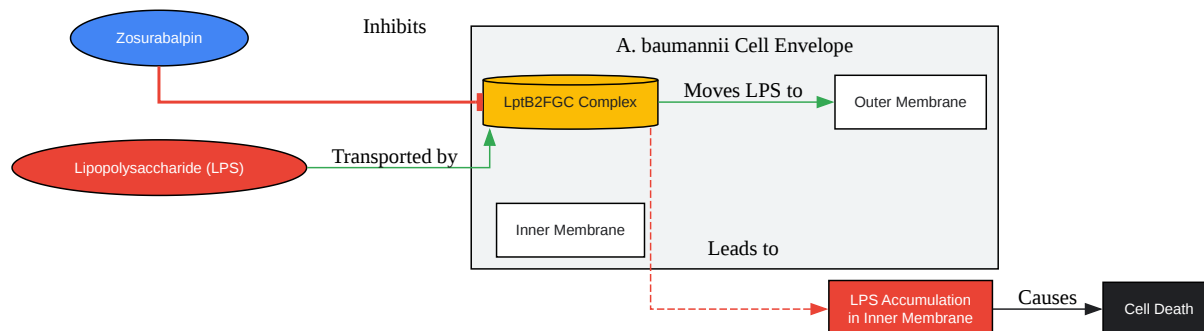 Inhibits
Zosurabalpin
A. baumannii Cell Envelope
LptB2FGC Complex
Moves LPS to
Outer Membrane
Lipopolysaccharide (LPS)
Transported by
Inner Membrane
Leads to
LPS Accumulation
in Inner Membrane
Causes
Cell Death